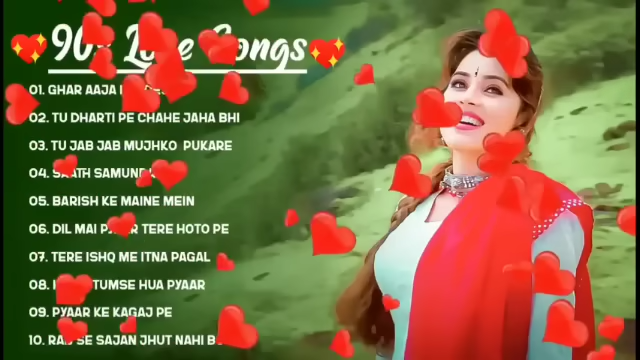 90s Love Songs
01. GHAR AAJA
02. TU DHARTI PE CHAHE JAHA BHI
03. TU JAB JAB MUJHKO PUKARE
04. SAATH SAMUNDAR
05. BARISH KE MAINE MEIN
06. DIL MAI PYAR TERE HOTO PE
07. TERE ISHQ ME ITNA PAGAL
08. TUMSE HUA PYAAR
09. PYAAR KE KAGAJ PE
10. SE SAJAN JHUT NAHI